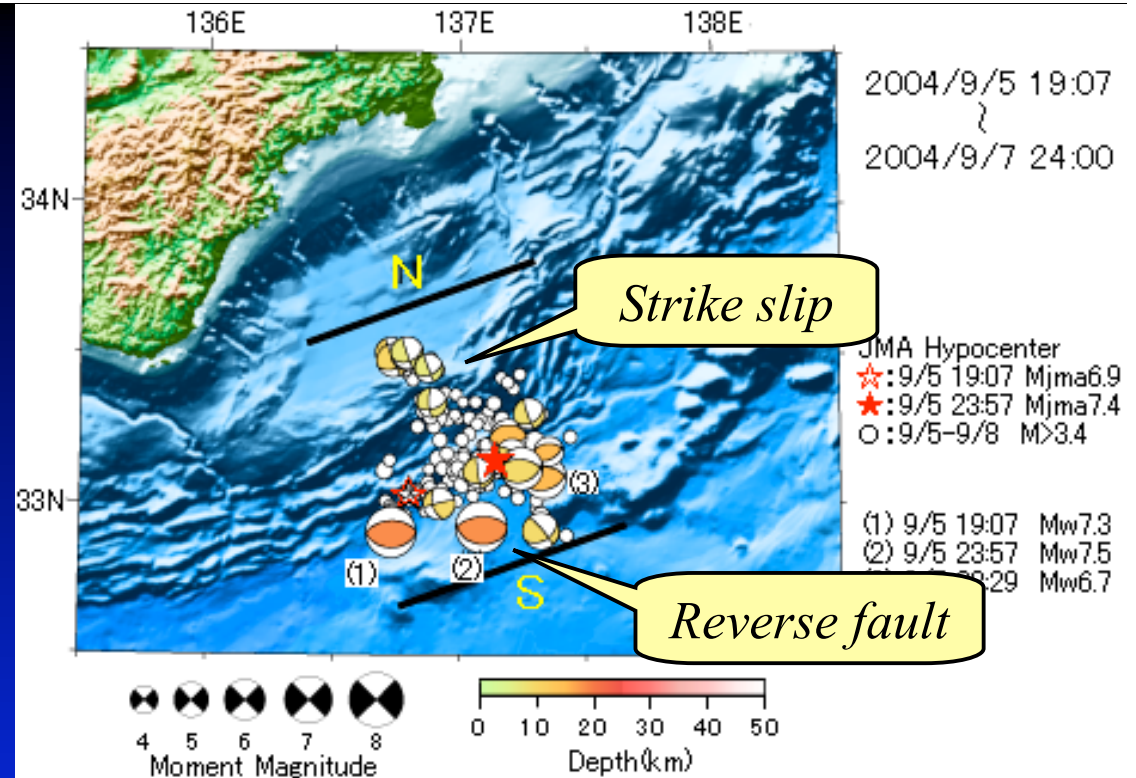 136E 137E 138E
2004/9/5 19:07
~
2004/9/7 24:00
34N
N
Strike slip
JMA Hypocenter
☆:9/5 19:07 Mjma6.9
★:9/5 23:57 Mjma7.4
○:9/5-9/8 M>3.4
33N
(3)
(1) 9/5 19:07 Mw7.3
(2) 9/5 23:57 Mw7.5
:29 Mw6.7
(1)
(2)
S
Reverse fault
4 5 6 7 8
Moment Magnitude
0 10 20 30 40 50
Depth(km)